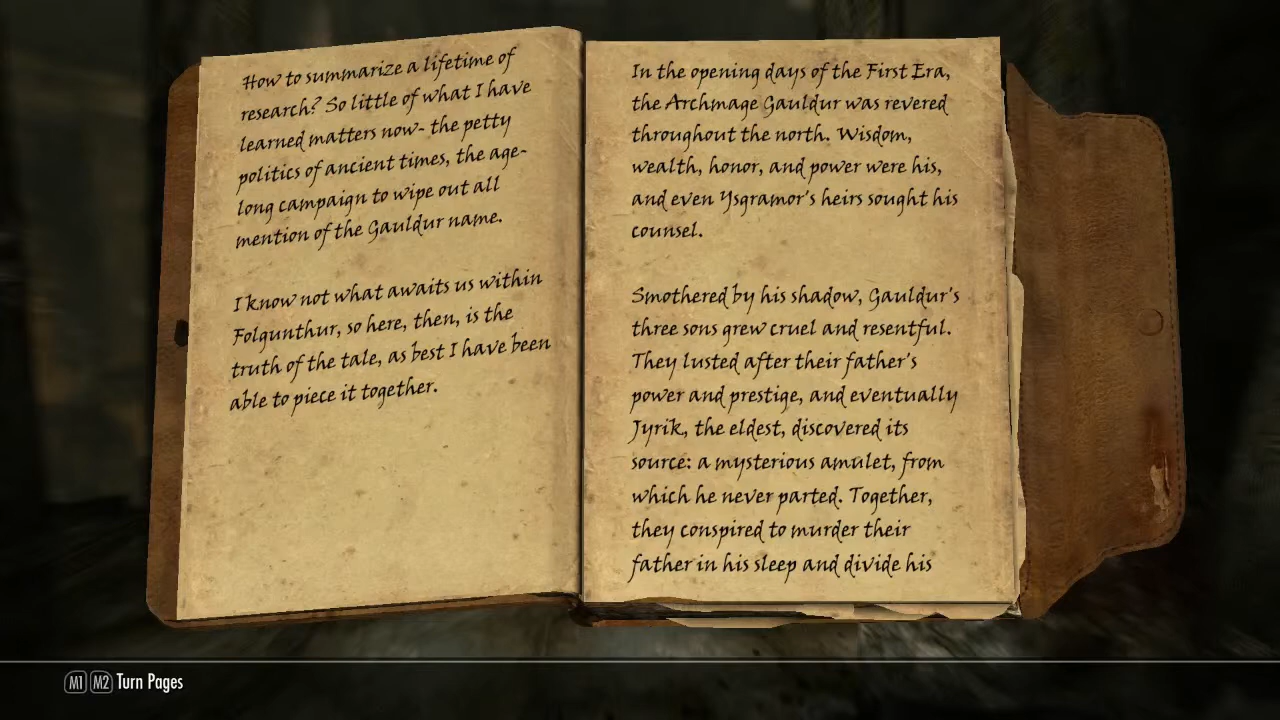 How to summarize a lifetime of
research? So little of what I have
learned matters now- the petty
politics of ancient times, the age-
long campaign to wipe out all
mention of the Gauldur name.
I know not what awaits us within
Folgunthur, so here, then, is the
truth of the tale, as best I have been
able to piece it together.
In the opening days of the First Era,
the Archmage Gauldur was revered
throughout the north. Wisdom,
wealth, honor, and power were his,
and even Ysgramor's heirs sought his
counsel.
Smothered by his shadow, Gauldur's
three sons grew cruel and resentful.
They lusted after their father's
power and prestige, and eventually
Jyrik, the eldest, discovered its
source: a mysterious amulet, from
which he never parted. Together,
they conspired to murder their
father in his sleep and divide his
M1 M2 Turn Pages